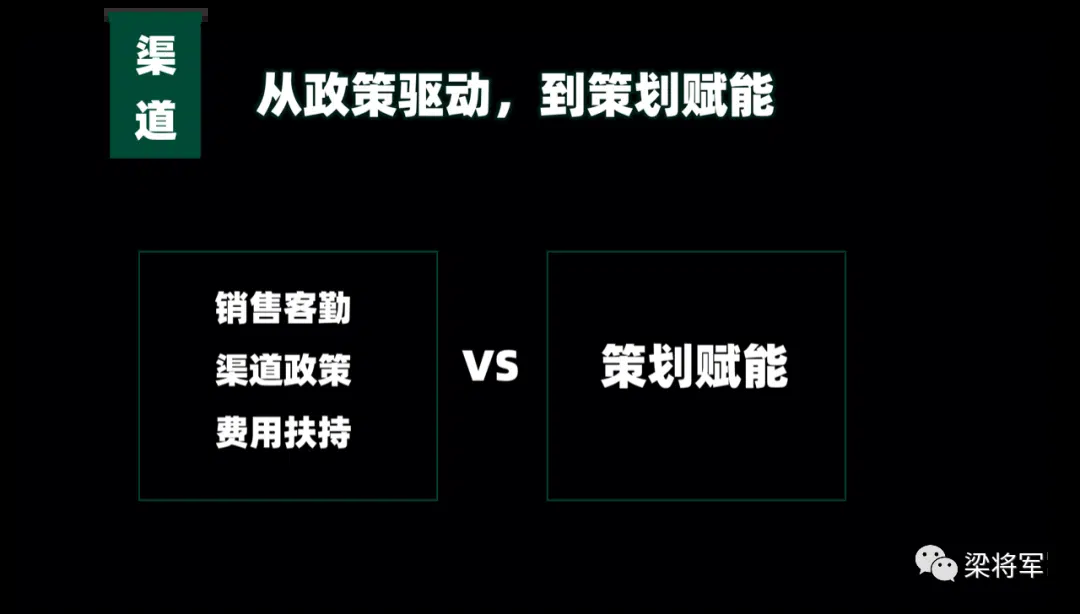 渠
道
从政策驱动，到策划赋能
销售客勤
渠道政策
费用扶持
VS
策划赋能
梁将军